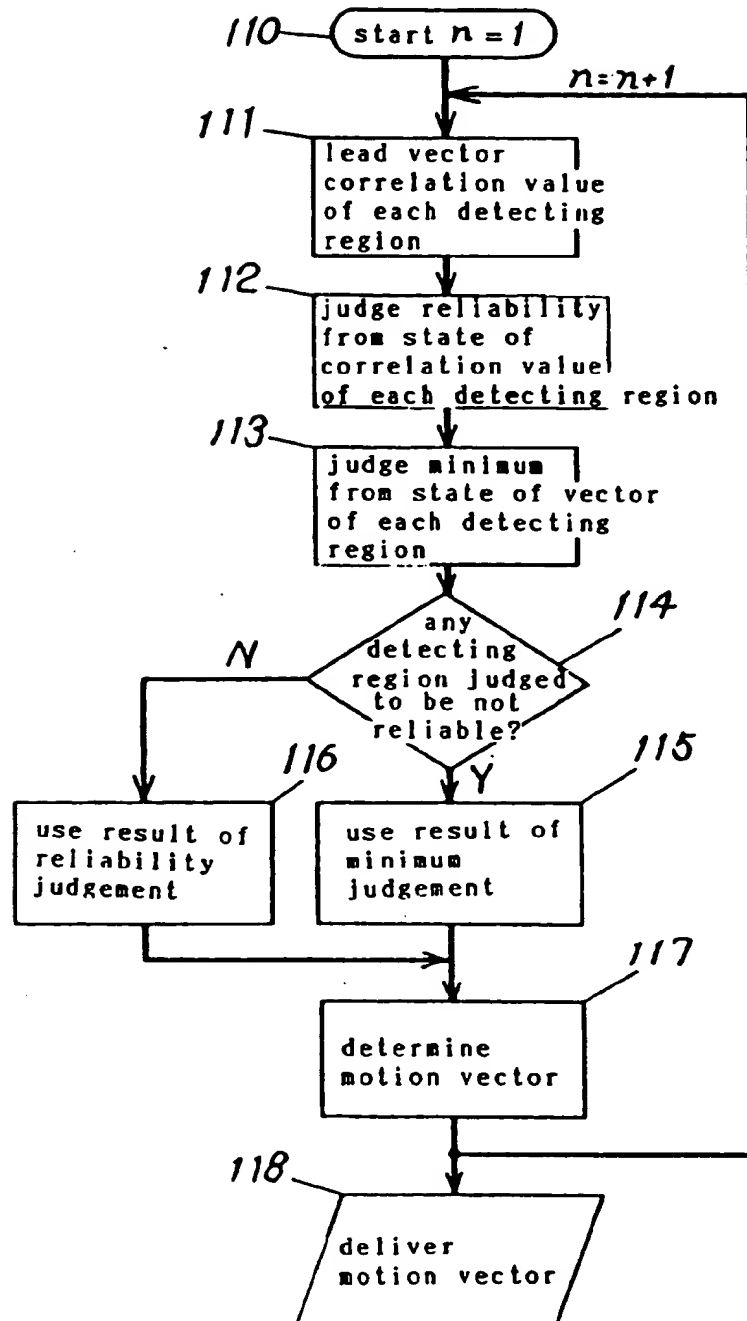 110
start n = 1
n=n+1
111
lead vector
correlation value
of each detecting
region
112
judge reliability
from state of
correlation value
of each detecting region
113
judge minimum
from state of vector
of each detecting
region
114
any
detecting
region judged
to be not
reliable?
N
Y
116
use result of
reliability
judgement
115
use result of
minimum
judgement
117
determine
motion vector
118
deliver
motion vector